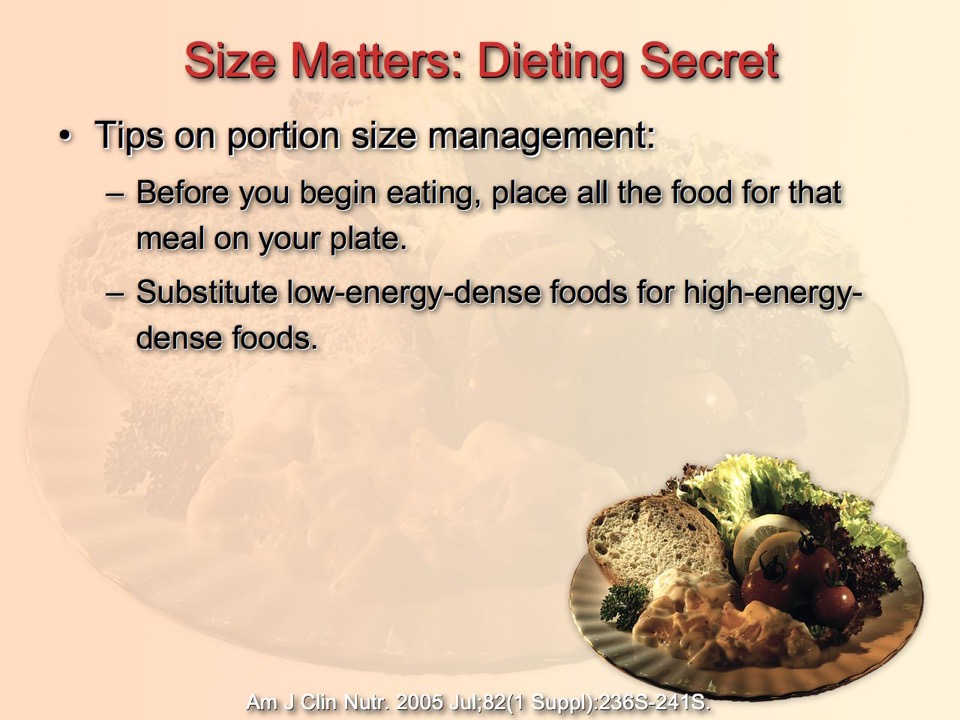 Size Matters: Dieting Secret
• Tips on portion size management:
– Before you begin eating, place all the food for that
meal on your plate.
– Substitute low-energy-dense foods for high-energy-
dense foods.
Am J Clin Nutr. 2005 Jul;82(1 Suppl):236S-241S.